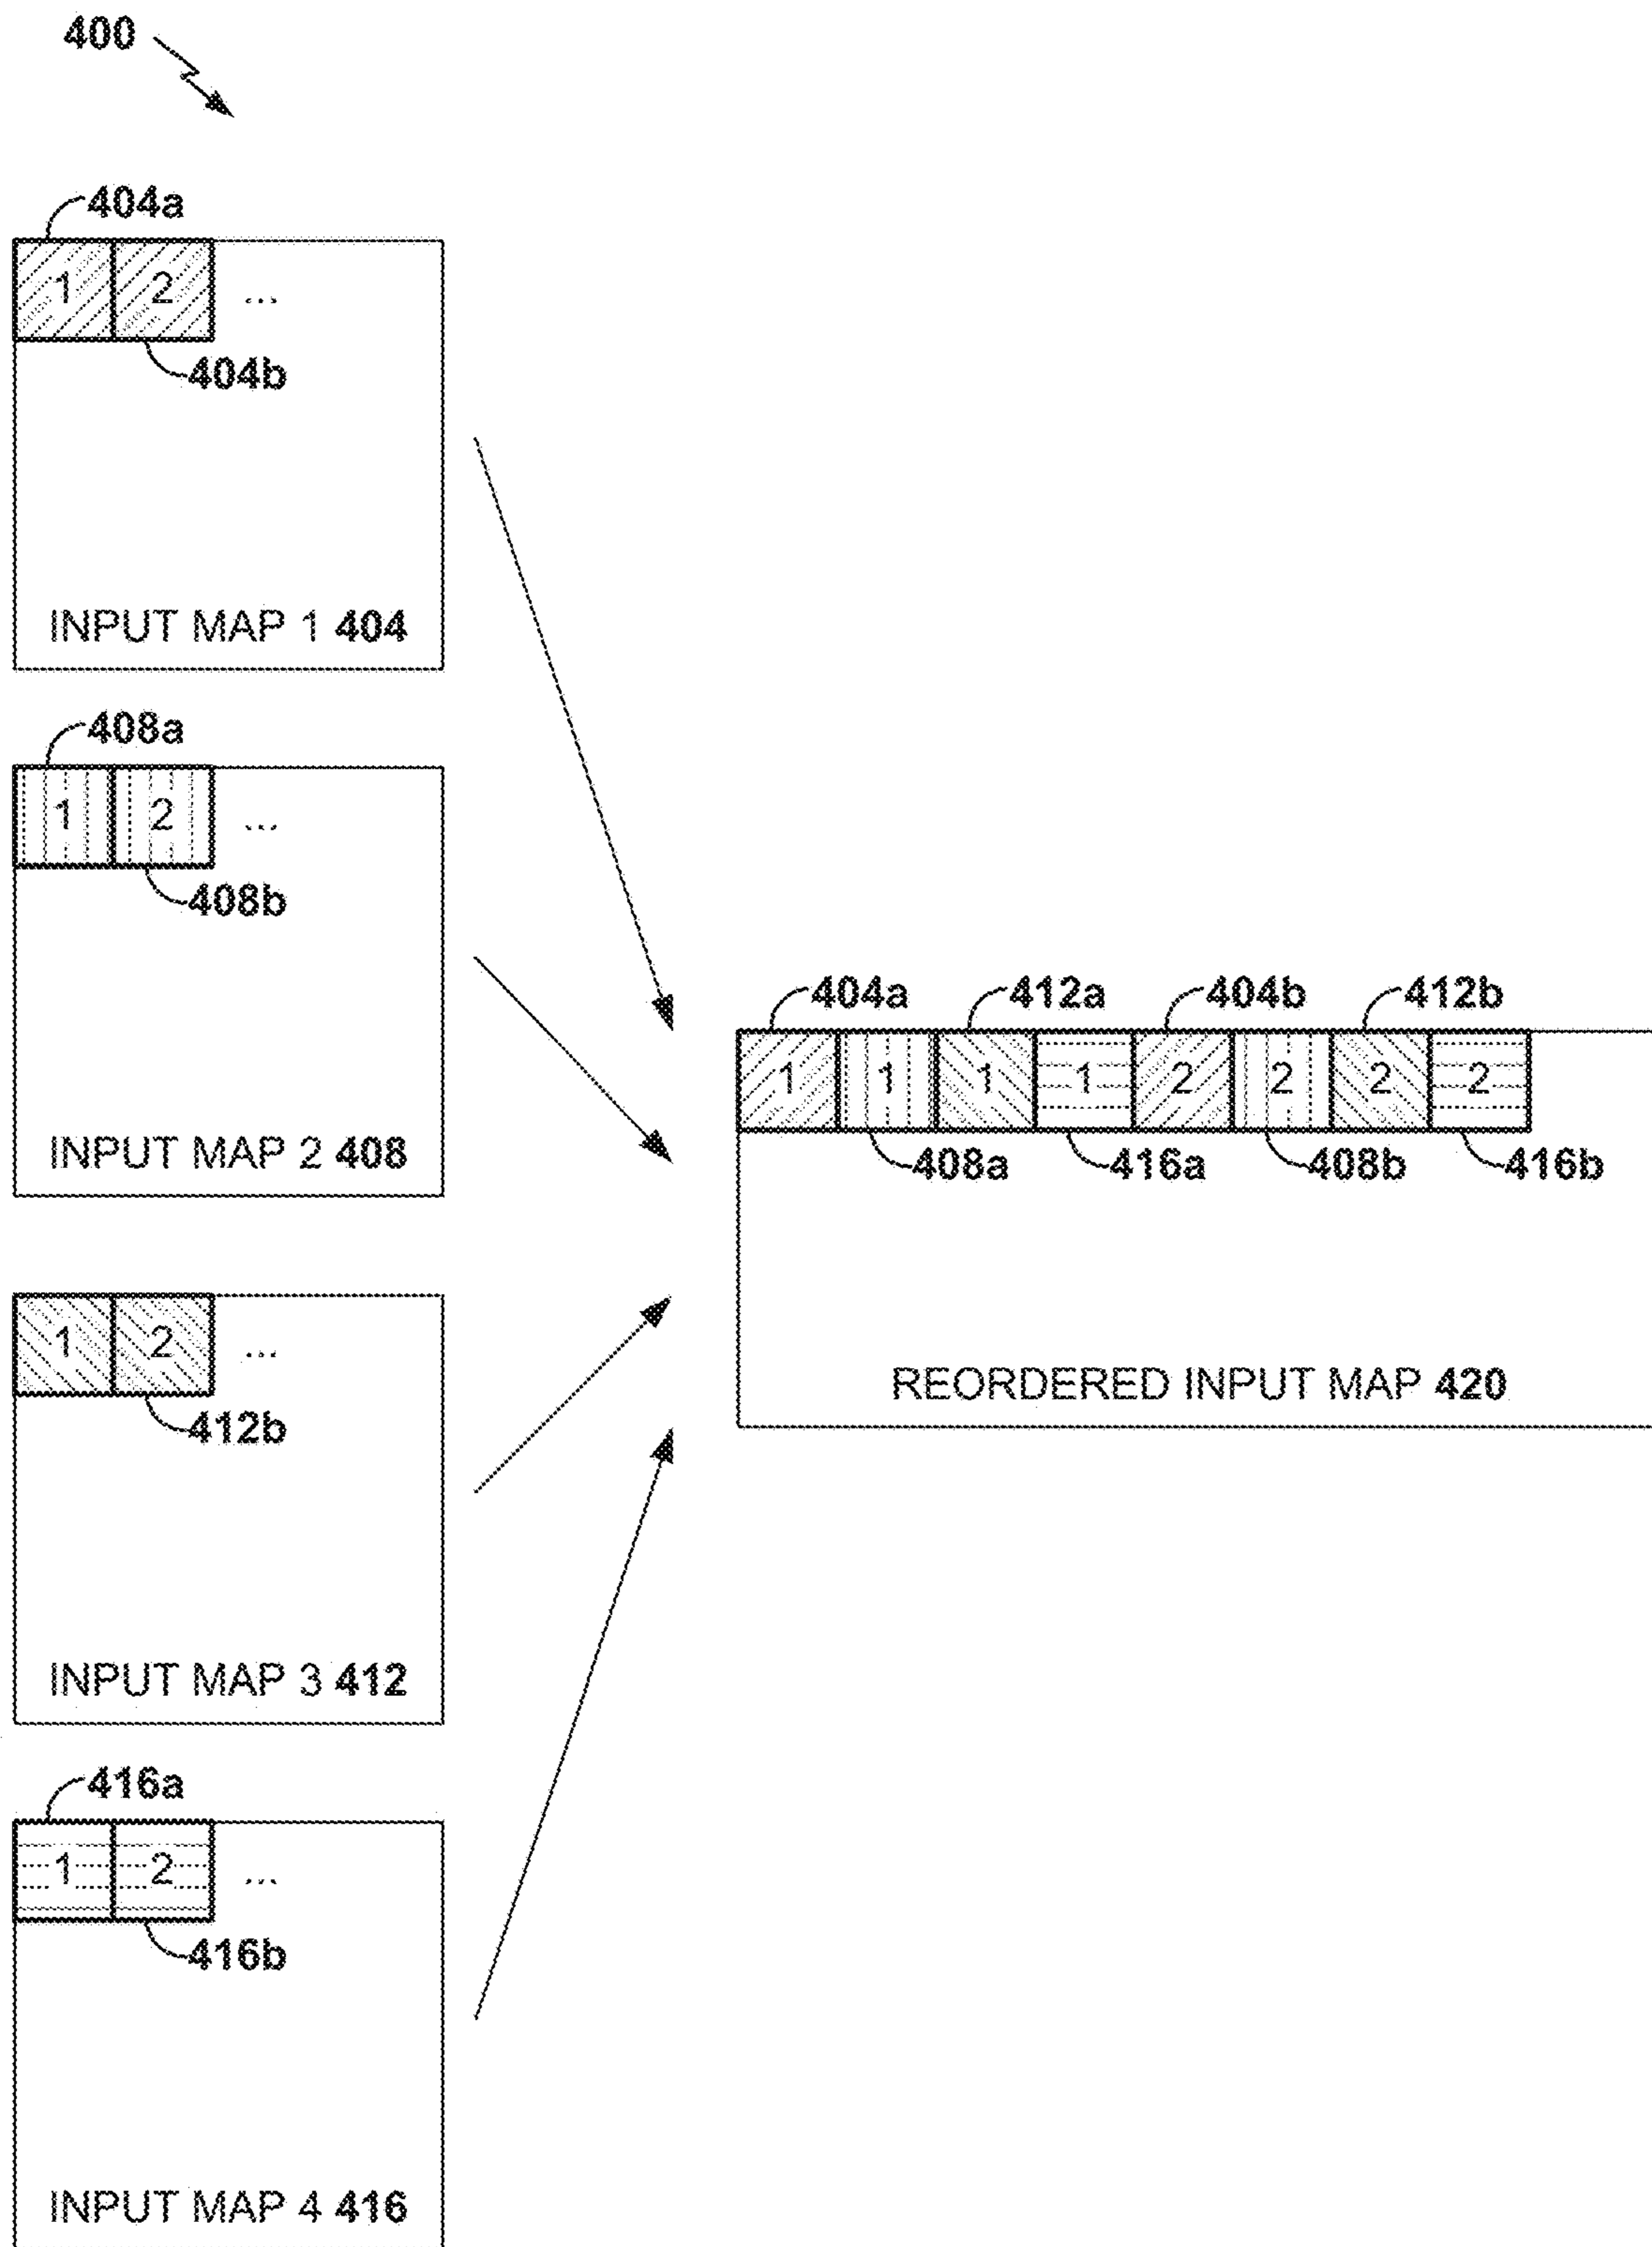 400
404a
1 2 ...
404b
INPUT MAP 1 404
408a
1 2 ...
408b
INPUT MAP 2 408
1 2 ...
412b
INPUT MAP 3 412
416a
1 2 ...
416b
INPUT MAP 4 416
404a 412a 404b 412b
1 1 1 1 2 2 2 2
408a 416a 408b 416b
REORDERED INPUT MAP 420